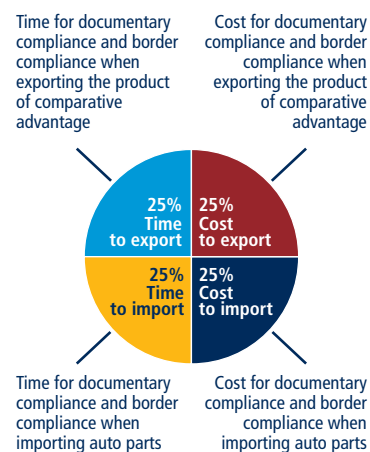 Time for documentary
compliance and border
compliance when
exporting the product
of comparative
advantage
Cost for documentary
compliance and border
compliance when
exporting the product
of comparative
advantage
25%
Time
to export
25%
Cost
to export
25%
Time
to import
25%
Cost
to import
Time for documentary
compliance and border
compliance when
importing auto parts
Cost for documentary
compliance and border
compliance when
importing auto parts